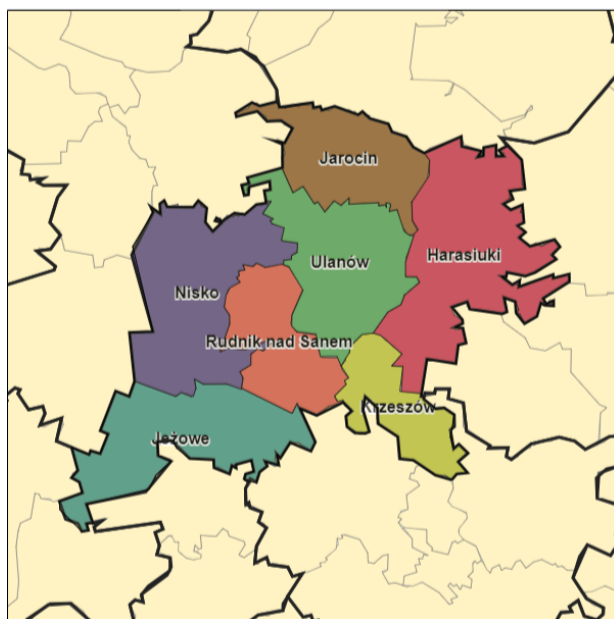 Jarocin
Harasiuki
Ulanów
Nisko
Rudnik nad Sanem
Krzeszów
Jeżowe